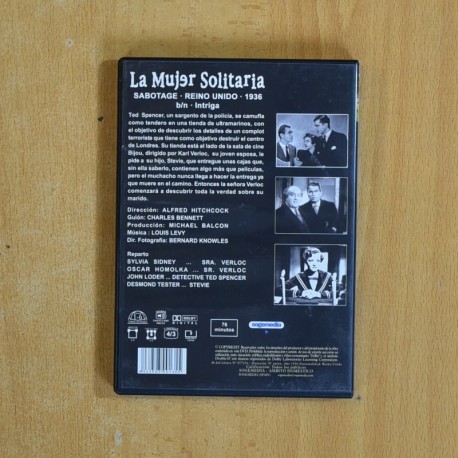 La Mujer Solitaria
SABOTAGE · REINO UNIDO · 1936
b/n · Intriga
Ted Spencer, un sargento de la policía, se camufla
como tendero en una tienda de ultramarinos, con
el objetivo de descubrir los detalles de un complot
terrorista que tiene como objetivo destruir el centro
de Londres. Su tienda está al lado de la sala de cine
Bijou, dirigido por Karl Verloc, su joven esposa, le
pide a su hijo, Stevie, que entregue unas cajas que,
sin ella saberlo, contienen algo más que películas,
pero el muchacho nunca llega a hacer la entrega ya
que muere en el camino. Entonces la señora Verloc
comenzará a descubrir toda la verdad sobre su
marido.
Dirección: ALFRED HITCHCOCK
Guión: CHARLES BENNETT
Producción: MICHAEL BALCON
Música: LOUIS LEVY
Dir. Fotografía: BERNARD KNOWLES
Reparto
SYLVIA SIDNEY ... SRA. VERLOC
OSCAR HOMOLKA ... SR. VERLOC
JOHN LODER ... DETECTIVE TED SPENCER
DESMOND TESTER ... STEVIE
DOLBY
DIGITAL
4/3
76
minutos
sogemedia